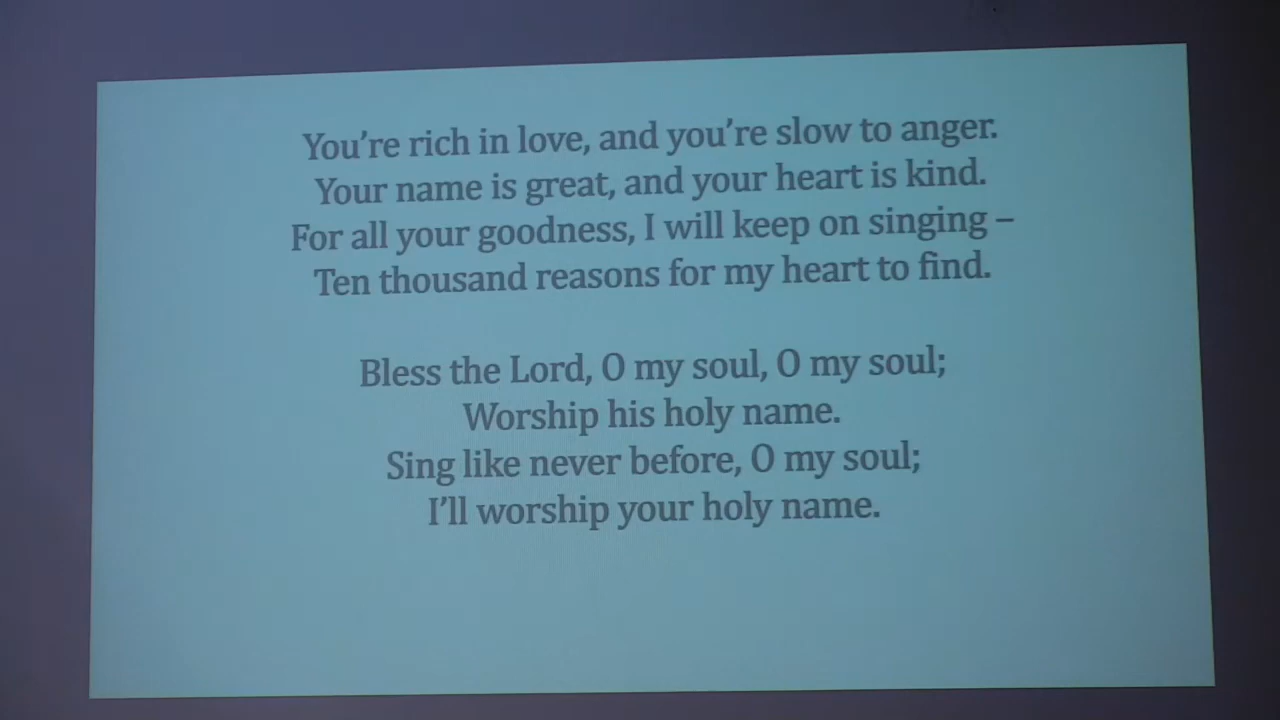 You're rich in love, and you're slow to anger.
Your name is great, and your heart is kind.
For all your goodness, I will keep on singing –
Ten thousand reasons for my heart to find.
Bless the Lord, O my soul, O my soul;
Worship his holy name.
Sing like never before, O my soul;
I'll worship your holy name.